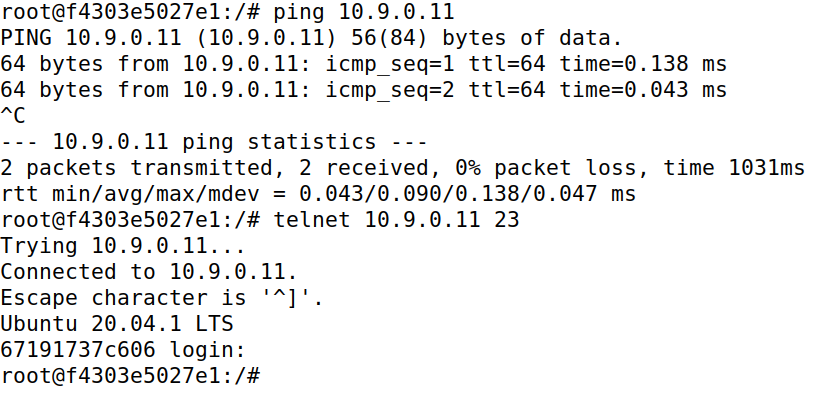 root@f4303e5027e1:/# ping 10.9.0.11
PING 10.9.0.11 (10.9.0.11) 56(84) bytes of data.
64 bytes from 10.9.0.11: icmp_seq=1 ttl=64 time=0.138 ms
64 bytes from 10.9.0.11: icmp_seq=2 ttl=64 time=0.043 ms
^C
--- 10.9.0.11 ping statistics ---
2 packets transmitted, 2 received, 0% packet loss, time 1031ms
rtt min/avg/max/mdev = 0.043/0.090/0.138/0.047 ms
root@f4303e5027e1:/# telnet 10.9.0.11 23
Trying 10.9.0.11...
Connected to 10.9.0.11.
Escape character is '^]'.
Ubuntu 20.04.1 LTS
67191737c606 login:
root@f4303e5027e1:/#